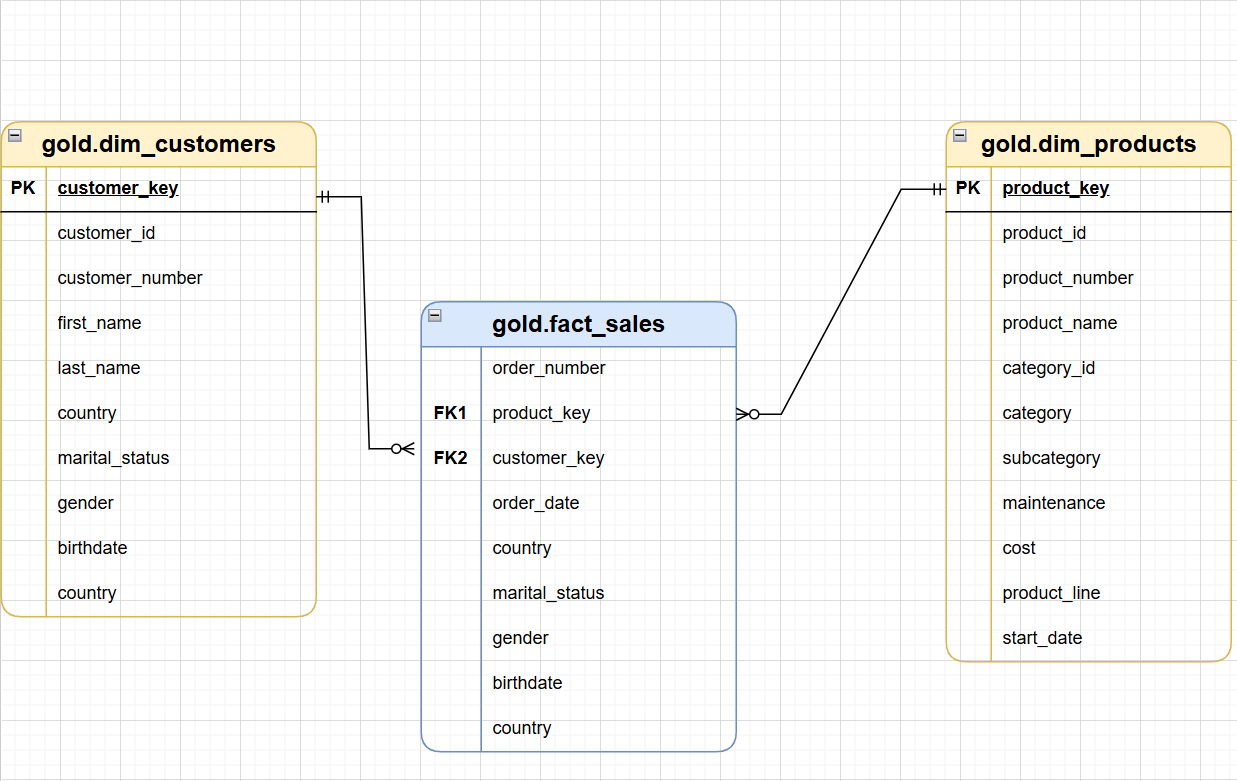 gold.dim_customers
PK customer_key
customer_id
customer_number
first_name
last_name
country
marital_status
gender
birthdate
country
gold.fact_sales
order_number
FK1 product_key
FK2 customer_key
order_date
country
marital_status
gender
birthdate
country
gold.dim_products
PK product_key
product_id
product_number
product_name
category_id
category
subcategory
maintenance
cost
product_line
start_date